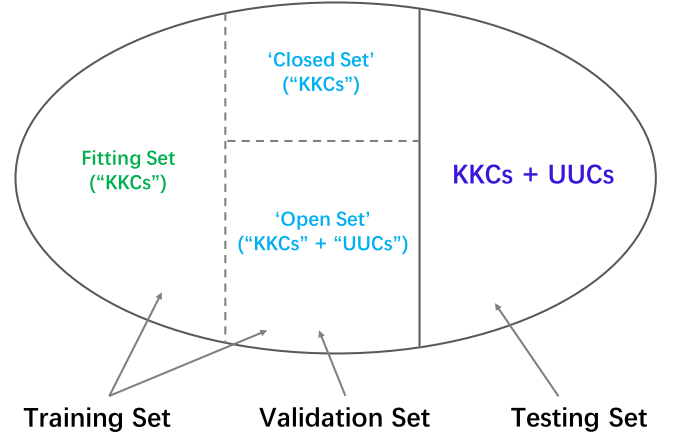 ‘Closed Set’
(“KKCs”)
Fitting Set
(“KKCs”)
KKCs + UUCs
‘Open Set’
(“KKCs” + “UUCs”)
Training Set
Validation Set
Testing Set